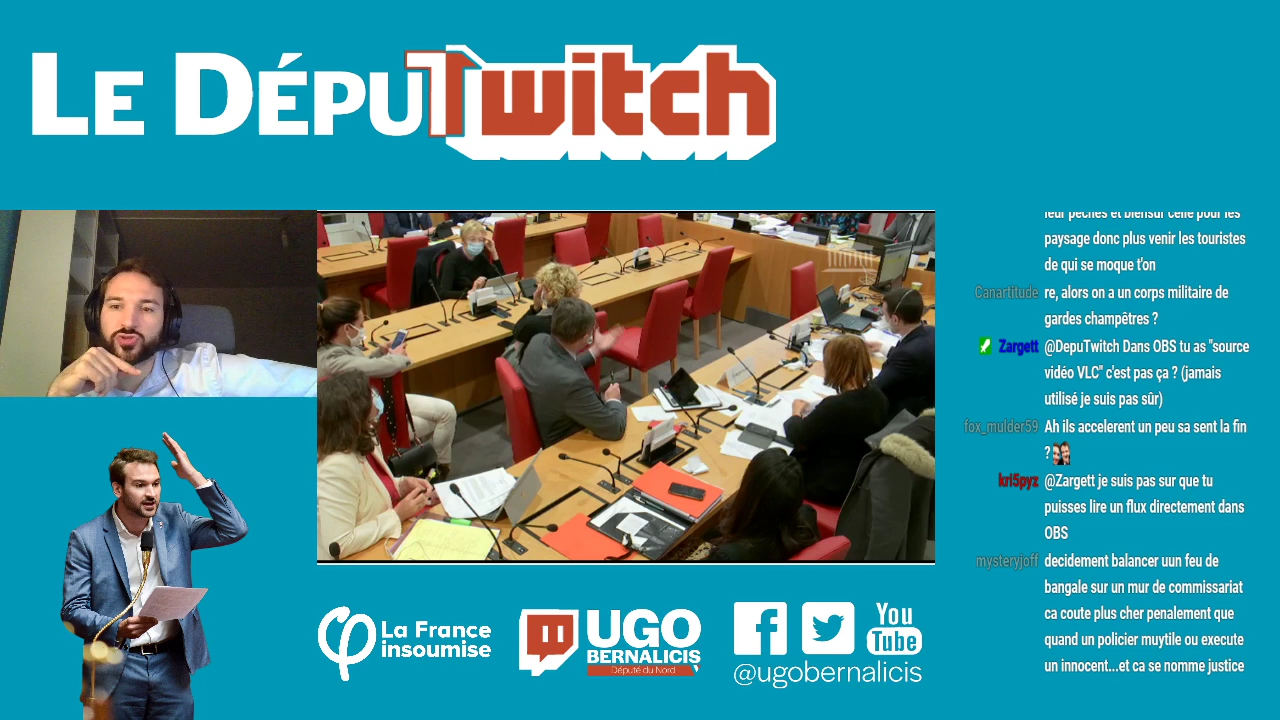 LE DÉPUTwitch
leur peches et biensur celle pour les
paysage donc plus venir les touristes
de qui se moque t'on
Canartitude re, alors on a un corps militaire de
gardes champêtres ?
Zargett @DepuTwitch Dans OBS tu as "source
vidéo VLC" c'est pas ça ? (jamais
utilisé je suis pas sûr)
fox_mulder59 Ah ils accelerent un peu sa sent la fin
?
kri5pyz @Zargett je suis pas sur que tu
puisses lire un flux directement dans
OBS
mysteryjoff decidement balancer uun feu de
bangale sur un mur de commissariat
ca coute plus cher penalement que
quand un policier muytile ou execute
un innocent...et ca se nomme justice
La France
insoumise
UGO
BERNALICIS
Député du Nord
You
Tube
@ugobernalicis